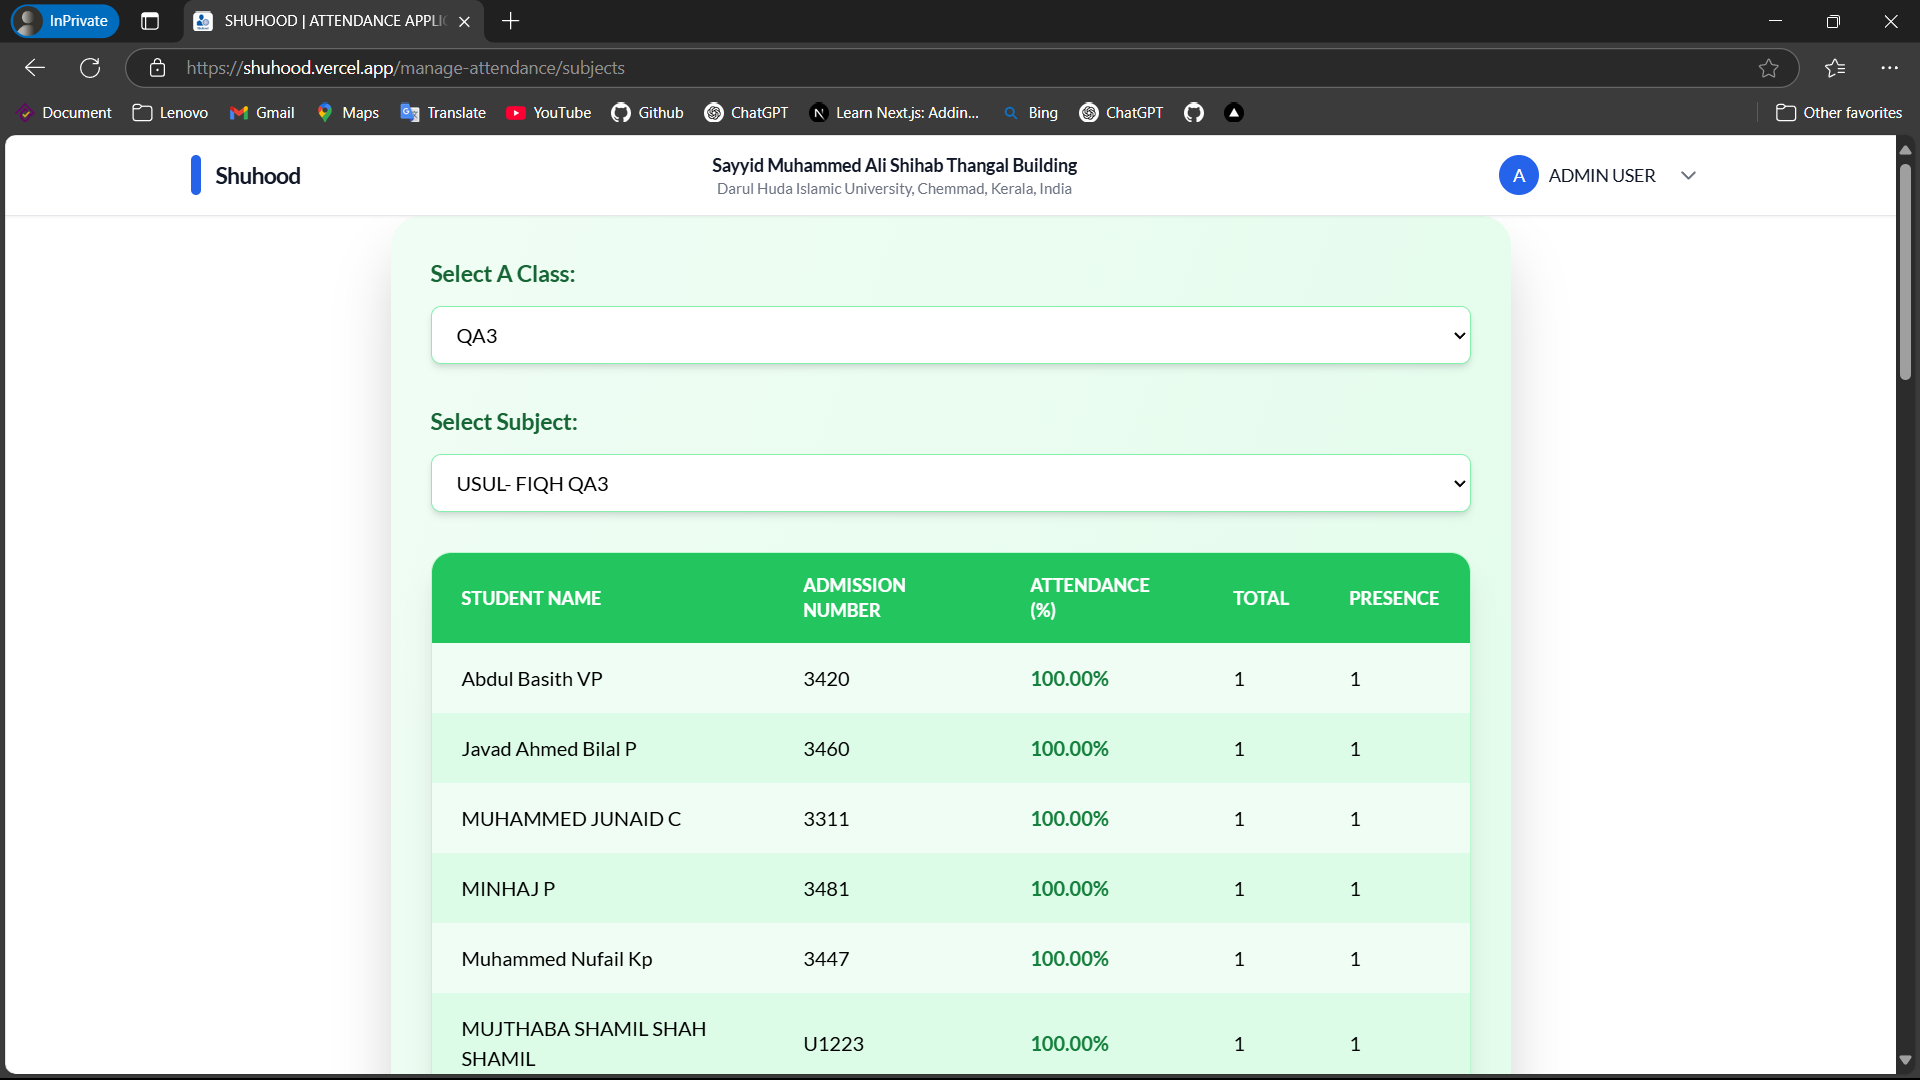 InPrivate
SHUHOOD | ATTENDANCE APPLIC
https://shuhood.vercel.app/manage-attendance/subjects
Document Lenovo Gmail Maps Translate YouTube Github ChatGPT Learn Next.js: Addin... Bing ChatGPT Other favorites
Shuhood
Sayyid Muhammed Ali Shihab Thangal Building
Darul Huda Islamic University, Chemmad, Kerala, India
A ADMIN USER
Select A Class:
QA3
Select Subject:
USUL- FIQH QA3
STUDENT NAME ADMISSION NUMBER ATTENDANCE (%) TOTAL PRESENCE
Abdul Basith VP 3420 100.00% 1 1
Javad Ahmed Bilal P 3460 100.00% 1 1
MUHAMMED JUNAID C 3311 100.00% 1 1
MINHAJ P 3481 100.00% 1 1
Muhammed Nufail Kp 3447 100.00% 1 1
MUJTHABA SHAMIL SHAH SHAMIL U1223 100.00% 1 1